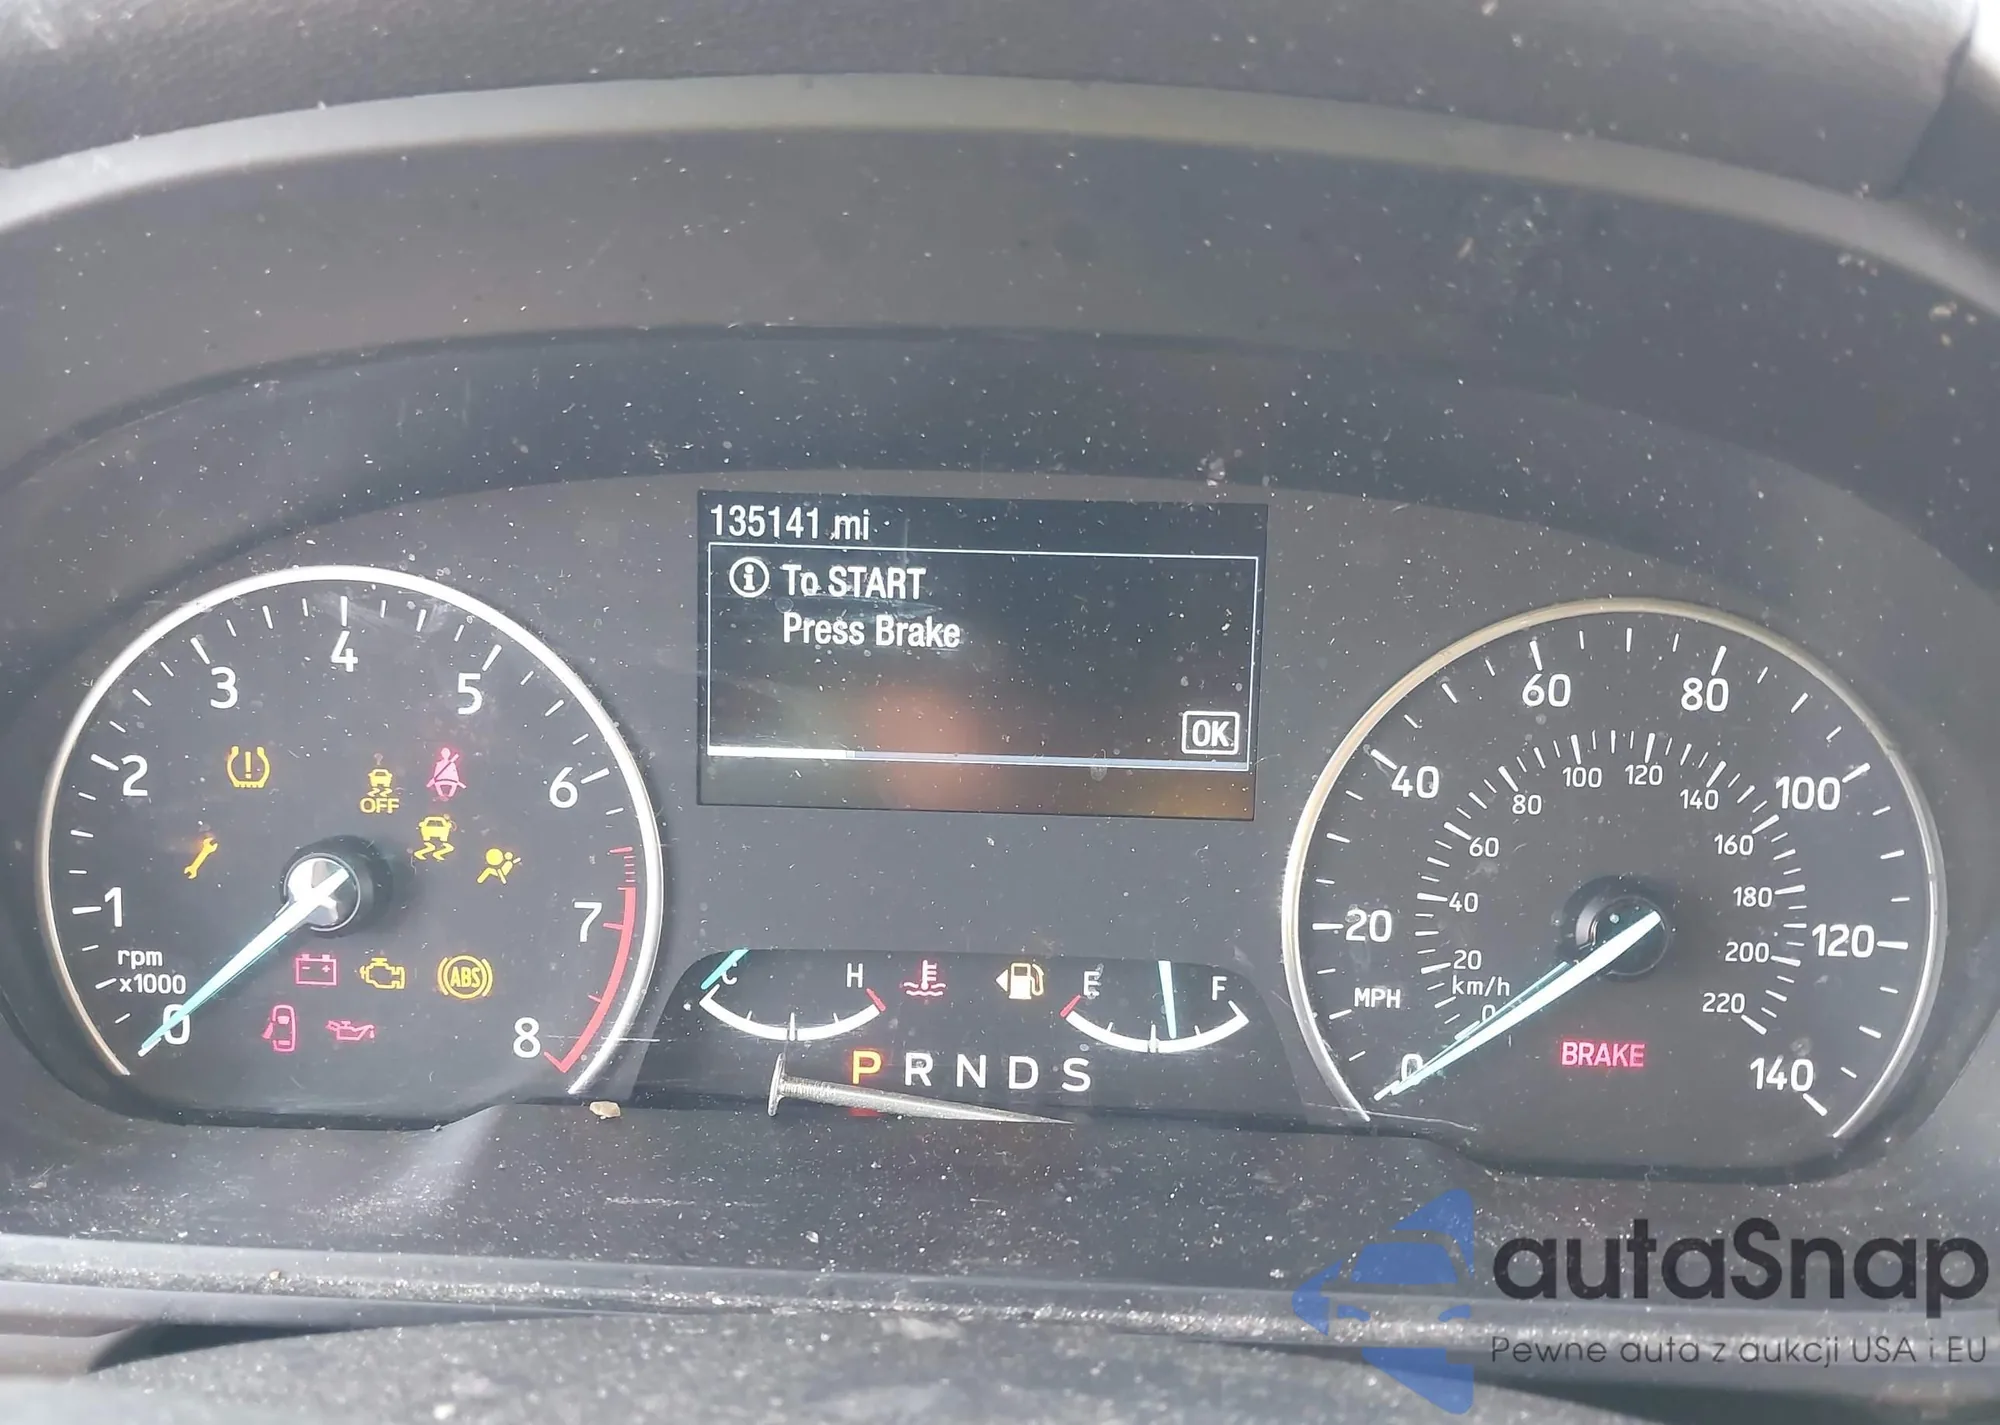 135141 mi
To START
Press Brake
OK
0
1
2
3
4
5
6
7
8
rpm
x1000
OFF
ABS
C
H
E
F
P R N D S
0
20
40
60
80
100
120
140
MPH
0
20
40
60
80
100
120
140
160
180
200
220
km/h
BRAKE
autaSnap
Pewne auta z aukcji USA i EU